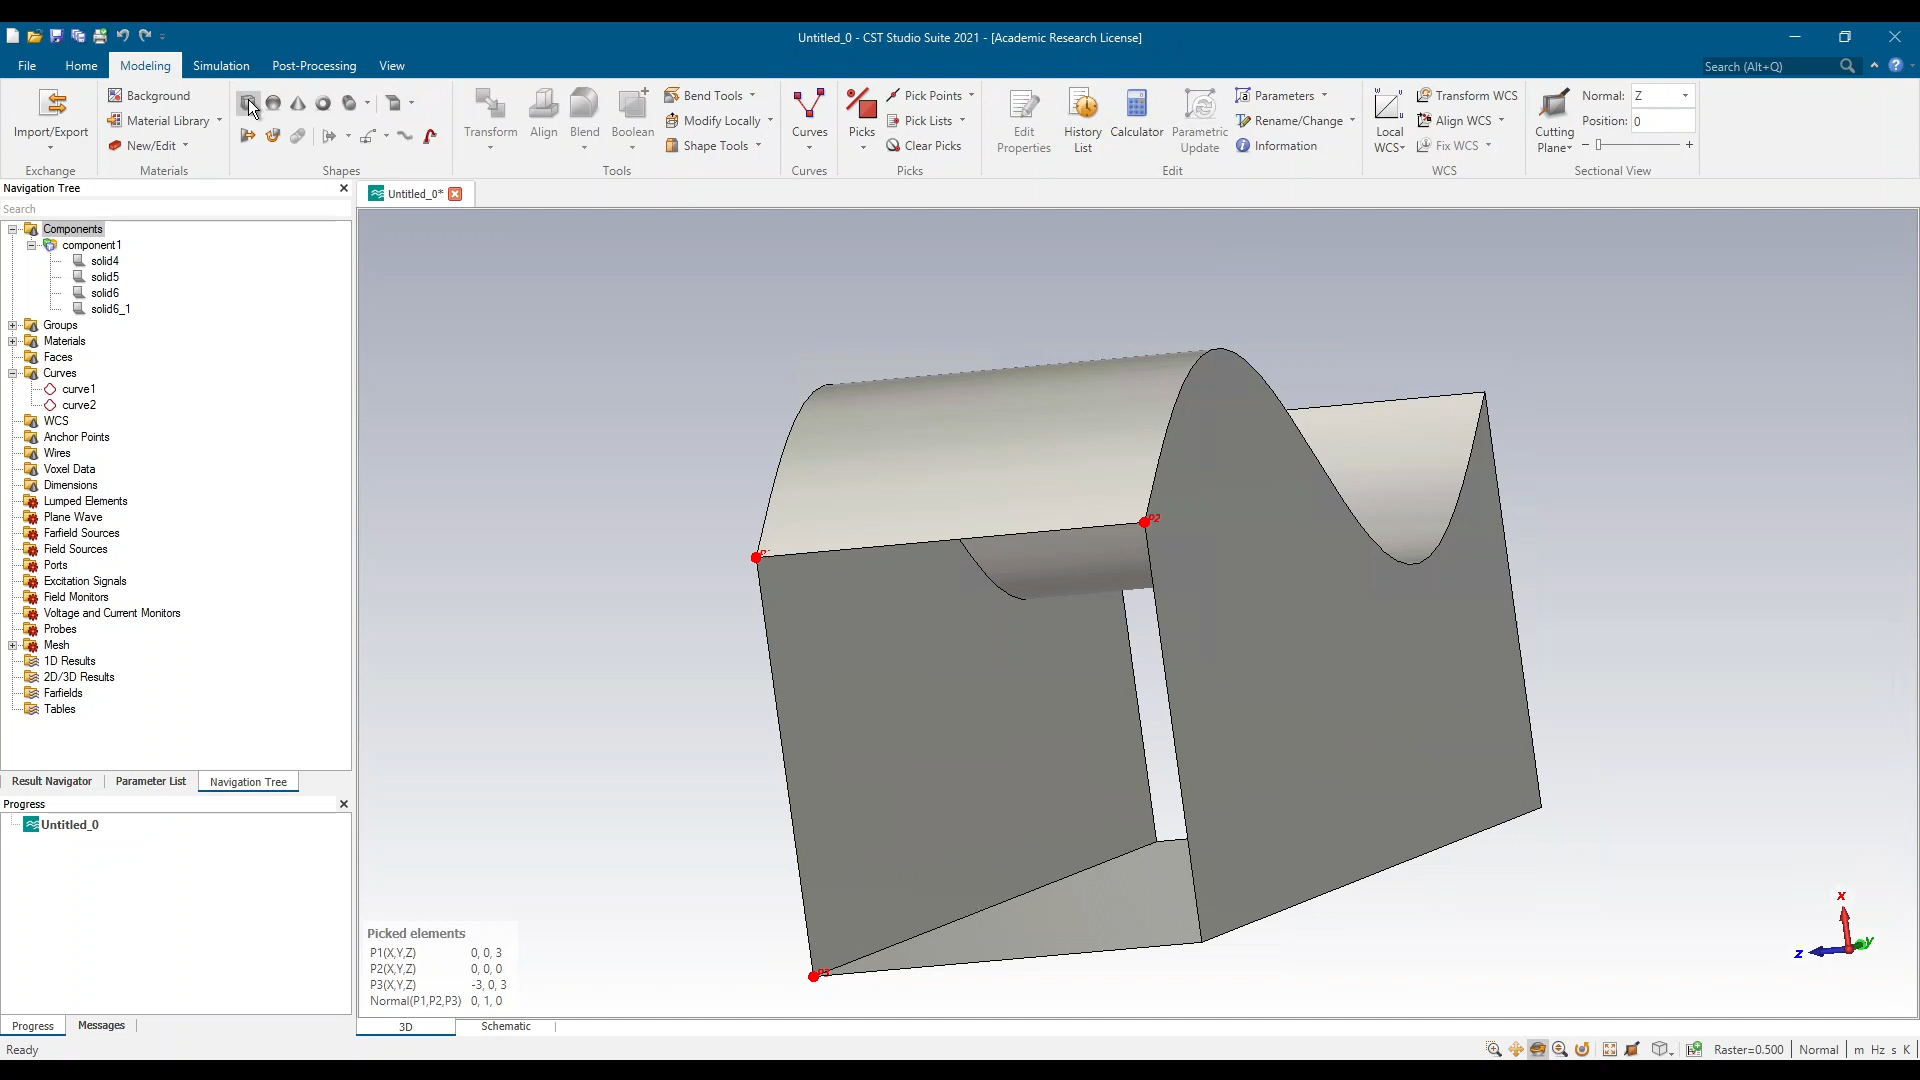 Untitled_0 - CST Studio Suite 2021 - [Academic Research License]
File Home Modeling Simulation Post-Processing View Search (Alt+Q)
Import/Export
Exchange
Background
Material Library
New/Edit
Materials
Shapes
Transform
Align
Blend
Boolean
Bend Tools
Modify Locally
Shape Tools
Tools
Curves
Curves
Picks
Pick Points
Pick Lists
Clear Picks
Picks
Edit
Properties
History
List
Calculator
Parametric
Update
Parameters
Rename/Change
Information
Edit
Local
WCS
Transform WCS
Align WCS
Fix WCS
WCS
Cutting
Plane
Normal: Z
Position: 0
Sectional View
Navigation Tree
Search
Components
component1
solid4
solid5
solid6
solid6_1
Groups
Materials
Faces
Curves
curve1
curve2
WCS
Anchor Points
Wires
Voxel Data
Dimensions
Lumped Elements
Plane Wave
Farfield Sources
Field Sources
Ports
Excitation Signals
Field Monitors
Voltage and Current Monitors
Probes
Mesh
1D Results
2D/3D Results
Farfields
Tables
Result Navigator Parameter List Navigation Tree
Progress
Untitled_0
Progress Messages
Ready
Untitled_0*
P2
Picked elements
P1(X,Y,Z) 0, 0, 3
P2(X,Y,Z) 0, 0, 0
P3(X,Y,Z) -3, 0, 3
Normal(P1,P2,P3) 0, 1, 0
x
y
z
3D Schematic
Raster=0.500 Normal m Hz s K